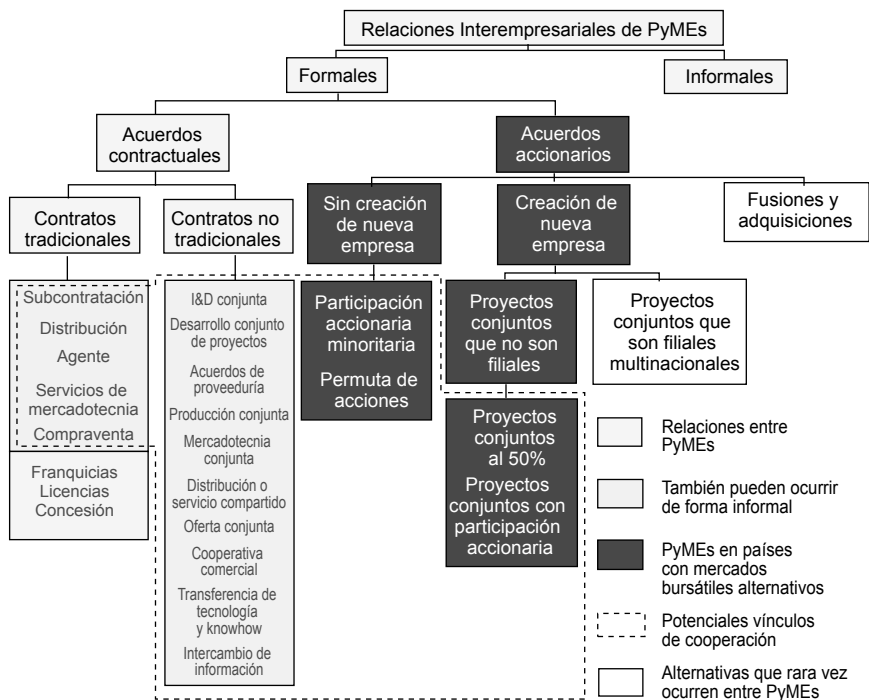 Relaciones Interempresariales de PyMEs
Formales
Informales
Acuerdos
contractuales
Acuerdos
accionarios
Contratos
tradicionales
Contratos no
tradicionales
Sin creación
de nueva
empresa
Creación de
nueva
empresa
Fusiones y
adquisiciones
Subcontratación
Distribución
Agente
Servicios de
mercadotecnia
Compraventa
Franquicias
Licencias
Concesión
I&D conjunta
Desarrollo conjunto
de proyectos
Acuerdos de
proveeduría
Producción conjunta
Mercadotecnia
conjunta
Distribución o
servicio compartido
Oferta conjunta
Cooperativa
comercial
Transferencia de
tecnología
y knowhow
Intercambio de
información
Participación
accionaria
minoritaria
Permuta de
acciones
Proyectos
conjuntos
que no son
filiales
Proyectos
conjuntos que
son filiales
multinacionales
Proyectos
conjuntos
al 50%
Proyectos
conjuntos con
participación
accionaria
Relaciones entre
PyMEs
También pueden ocurrir
de forma informal
PyMEs en países
con mercados
bursátiles alternativos
Potenciales vínculos
de cooperación
Alternativas que rara vez
ocurren entre PyMEs